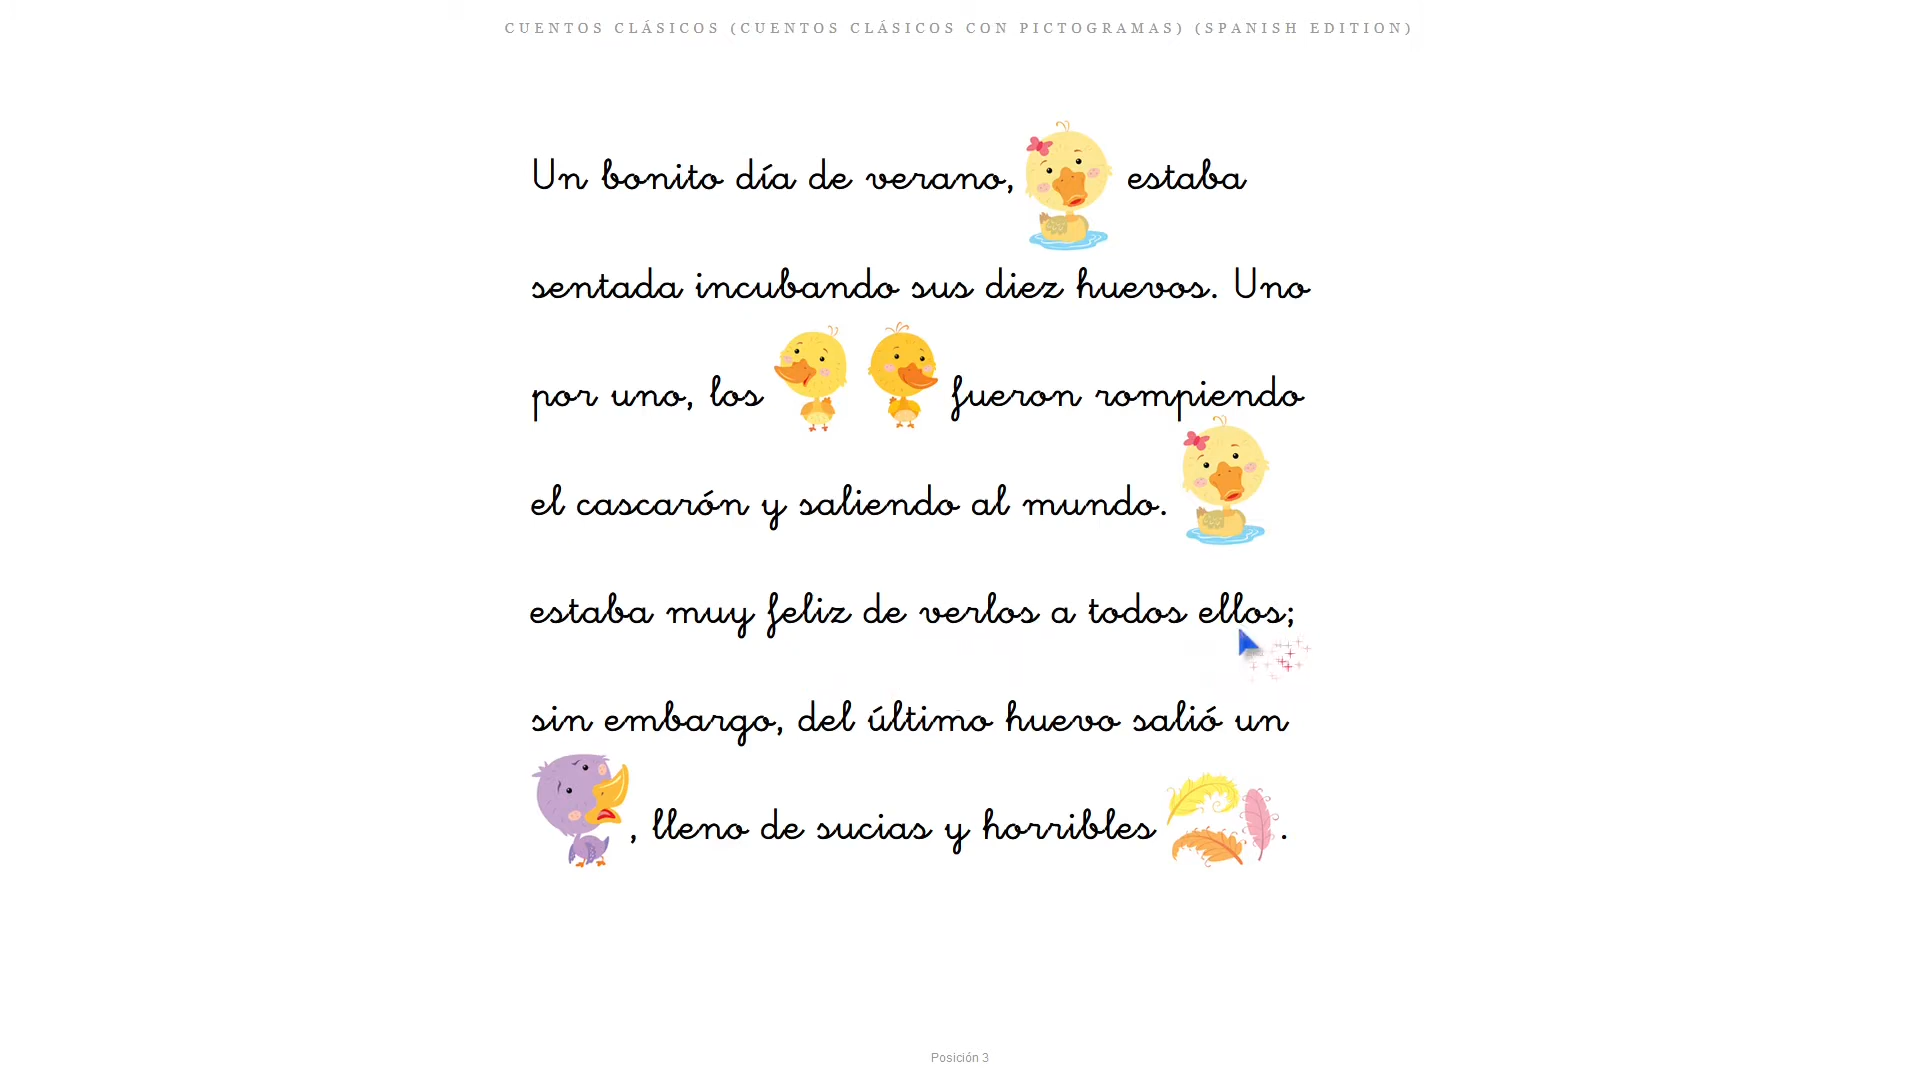 CUENTOS CLÁSICOS (CUENTOS CLÁSICOS CON PICTOGRAMAS) (SPANISH EDITION)
Un bonito día de verano, estaba
sentada incubando sus diez huevos. Uno
por uno, los fueron rompiendo
el cascarón y saliendo al mundo.
estaba muy feliz de verlos a todos ellos;
sin embargo, del último huevo salió un
, lleno de sucias y horribles .
Posición 3